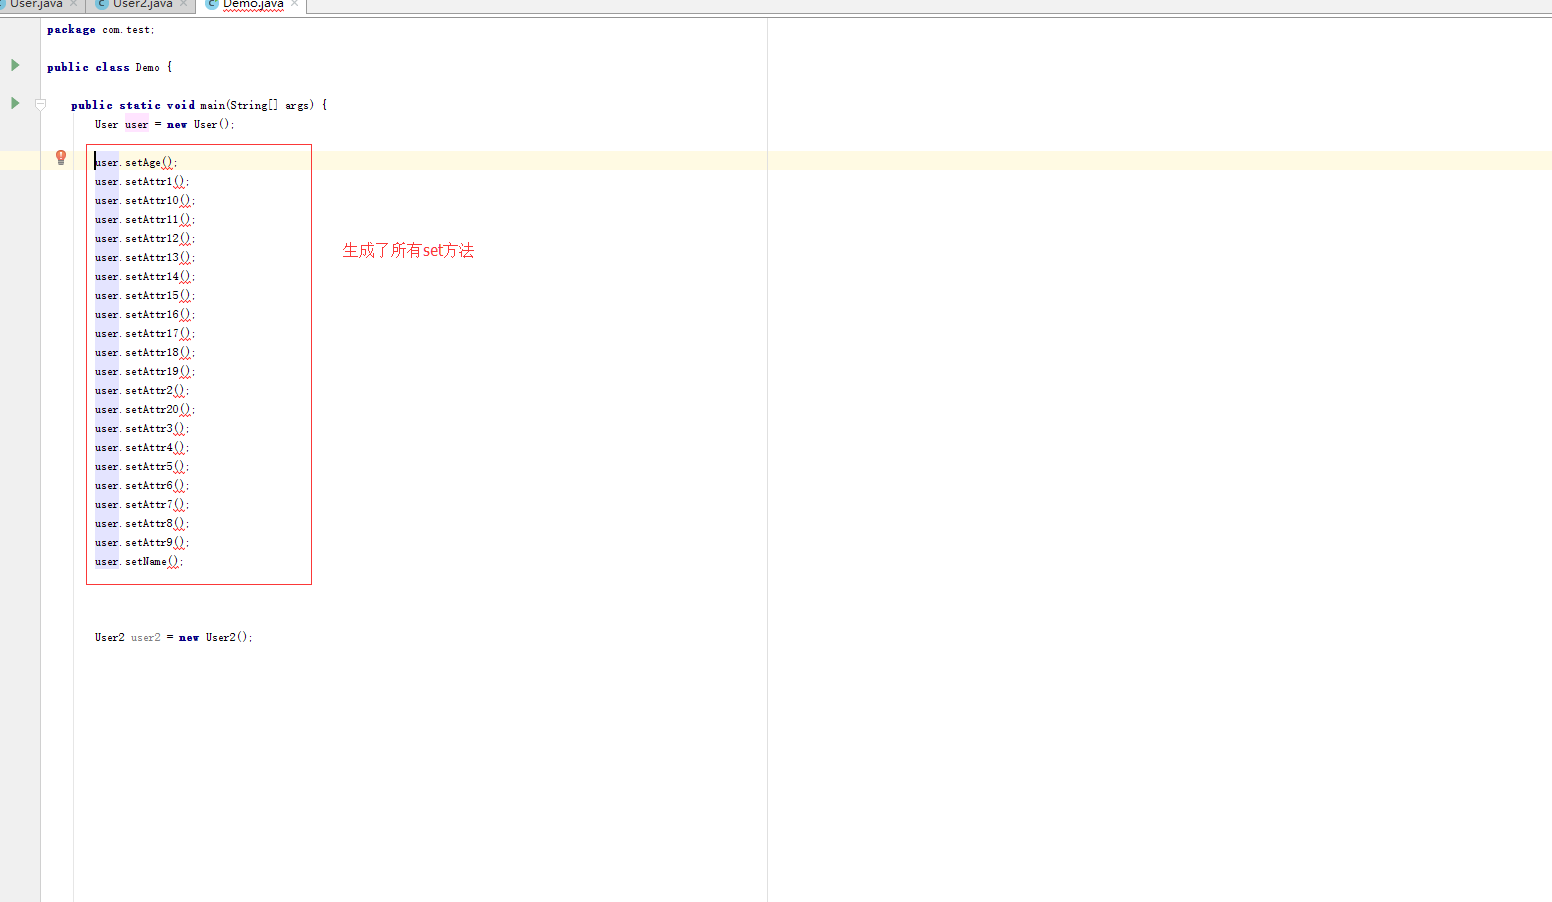 User.java User2.java Demo.java
package com.test;
public class Demo {
public static void main(String[] args) {
User user = new User();
user.setAge();
user.setAttr1();
user.setAttr10();
user.setAttr11();
user.setAttr12();
user.setAttr13();
user.setAttr14();
user.setAttr15();
user.setAttr16();
user.setAttr17();
user.setAttr18();
user.setAttr19();
user.setAttr2();
user.setAttr20();
user.setAttr3();
user.setAttr4();
user.setAttr5();
user.setAttr6();
user.setAttr7();
user.setAttr8();
user.setAttr9();
user.setName();
生成了所有set方法
User2 user2 = new User2();